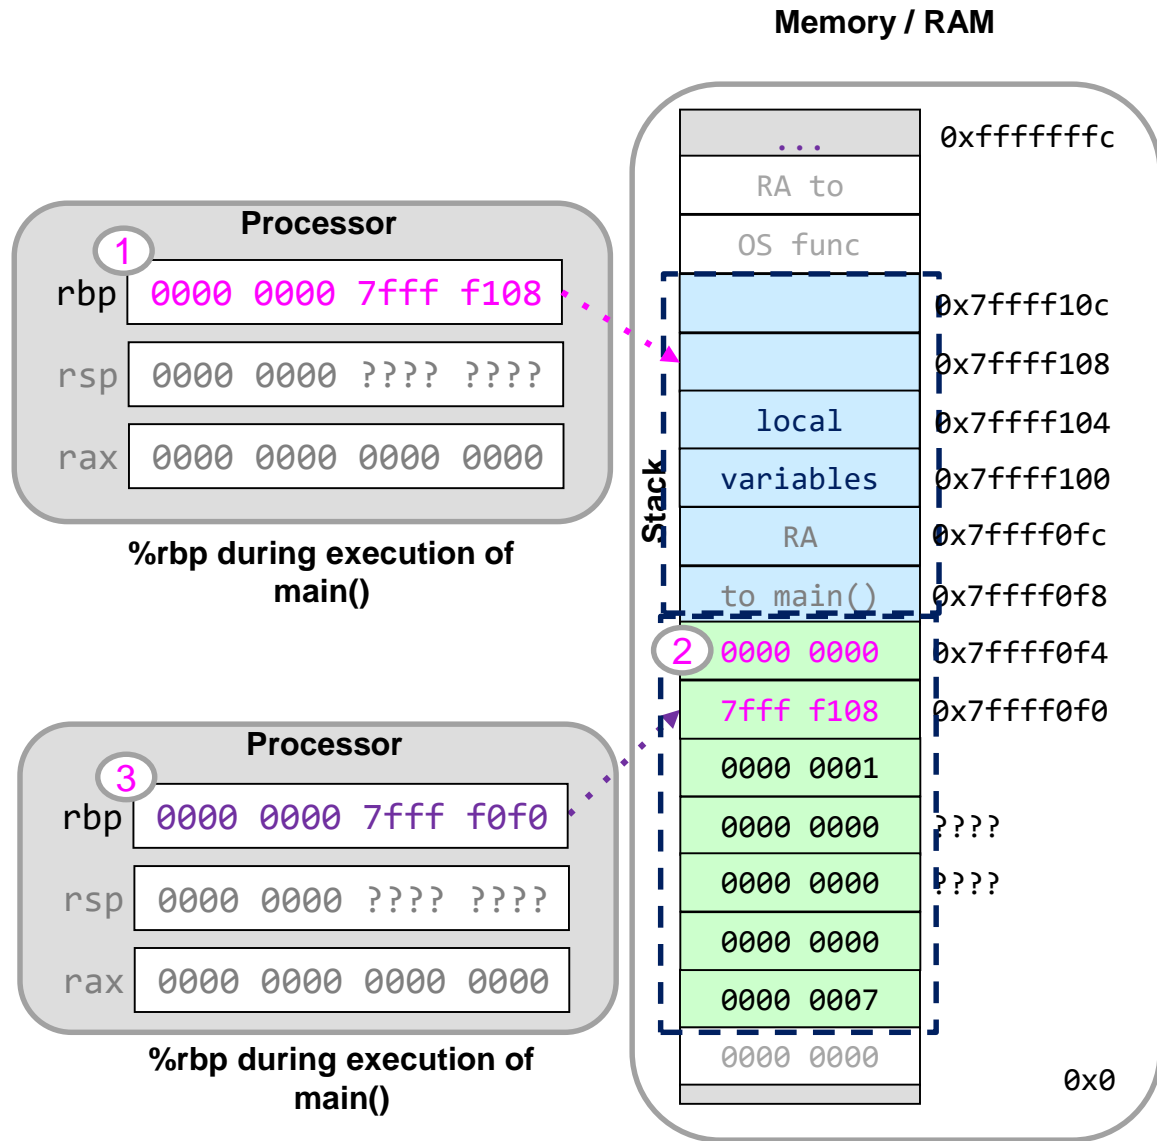 Memory / RAM
0xfffffffc
...
RA to
OS func
Processor
1
rbp 0000 0000 7fff f108
rsp 0000 0000 ???? ????
rax 0000 0000 0000 0000
%rbp during execution of
main()
Stack
0x7ffff10c
0x7ffff108
local 0x7ffff104
variables 0x7ffff100
RA 0x7ffff0fc
to main() 0x7ffff0f8
2 0000 0000 0x7ffff0f4
7fff f108 0x7ffff0f0
0000 0001
0000 0000 ????
0000 0000 ????
0000 0000
0000 0007
0000 0000
0x0
Processor
3
rbp 0000 0000 7fff f0f0
rsp 0000 0000 ???? ????
rax 0000 0000 0000 0000
%rbp during execution of
main()